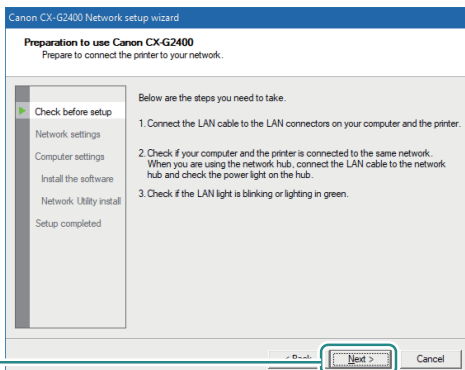 Canon CX-G2400 Network setup wizard
Preparation to use Canon CX-G2400
Prepare to connect the printer to your network.
Check before setup
Network settings
Computer settings
Install the software
Network Utility install
Setup completed
Below are the steps you need to take.
1. Connect the LAN cable to the LAN connectors on your computer and the printer.
2. Check if your computer and the printer is connected to the same network.
When you are using the network hub, connect the LAN cable to the network
hub and check the power light on the hub.
3. Check if the LAN light is blinking or lighting in green.
< Back Next > Cancel